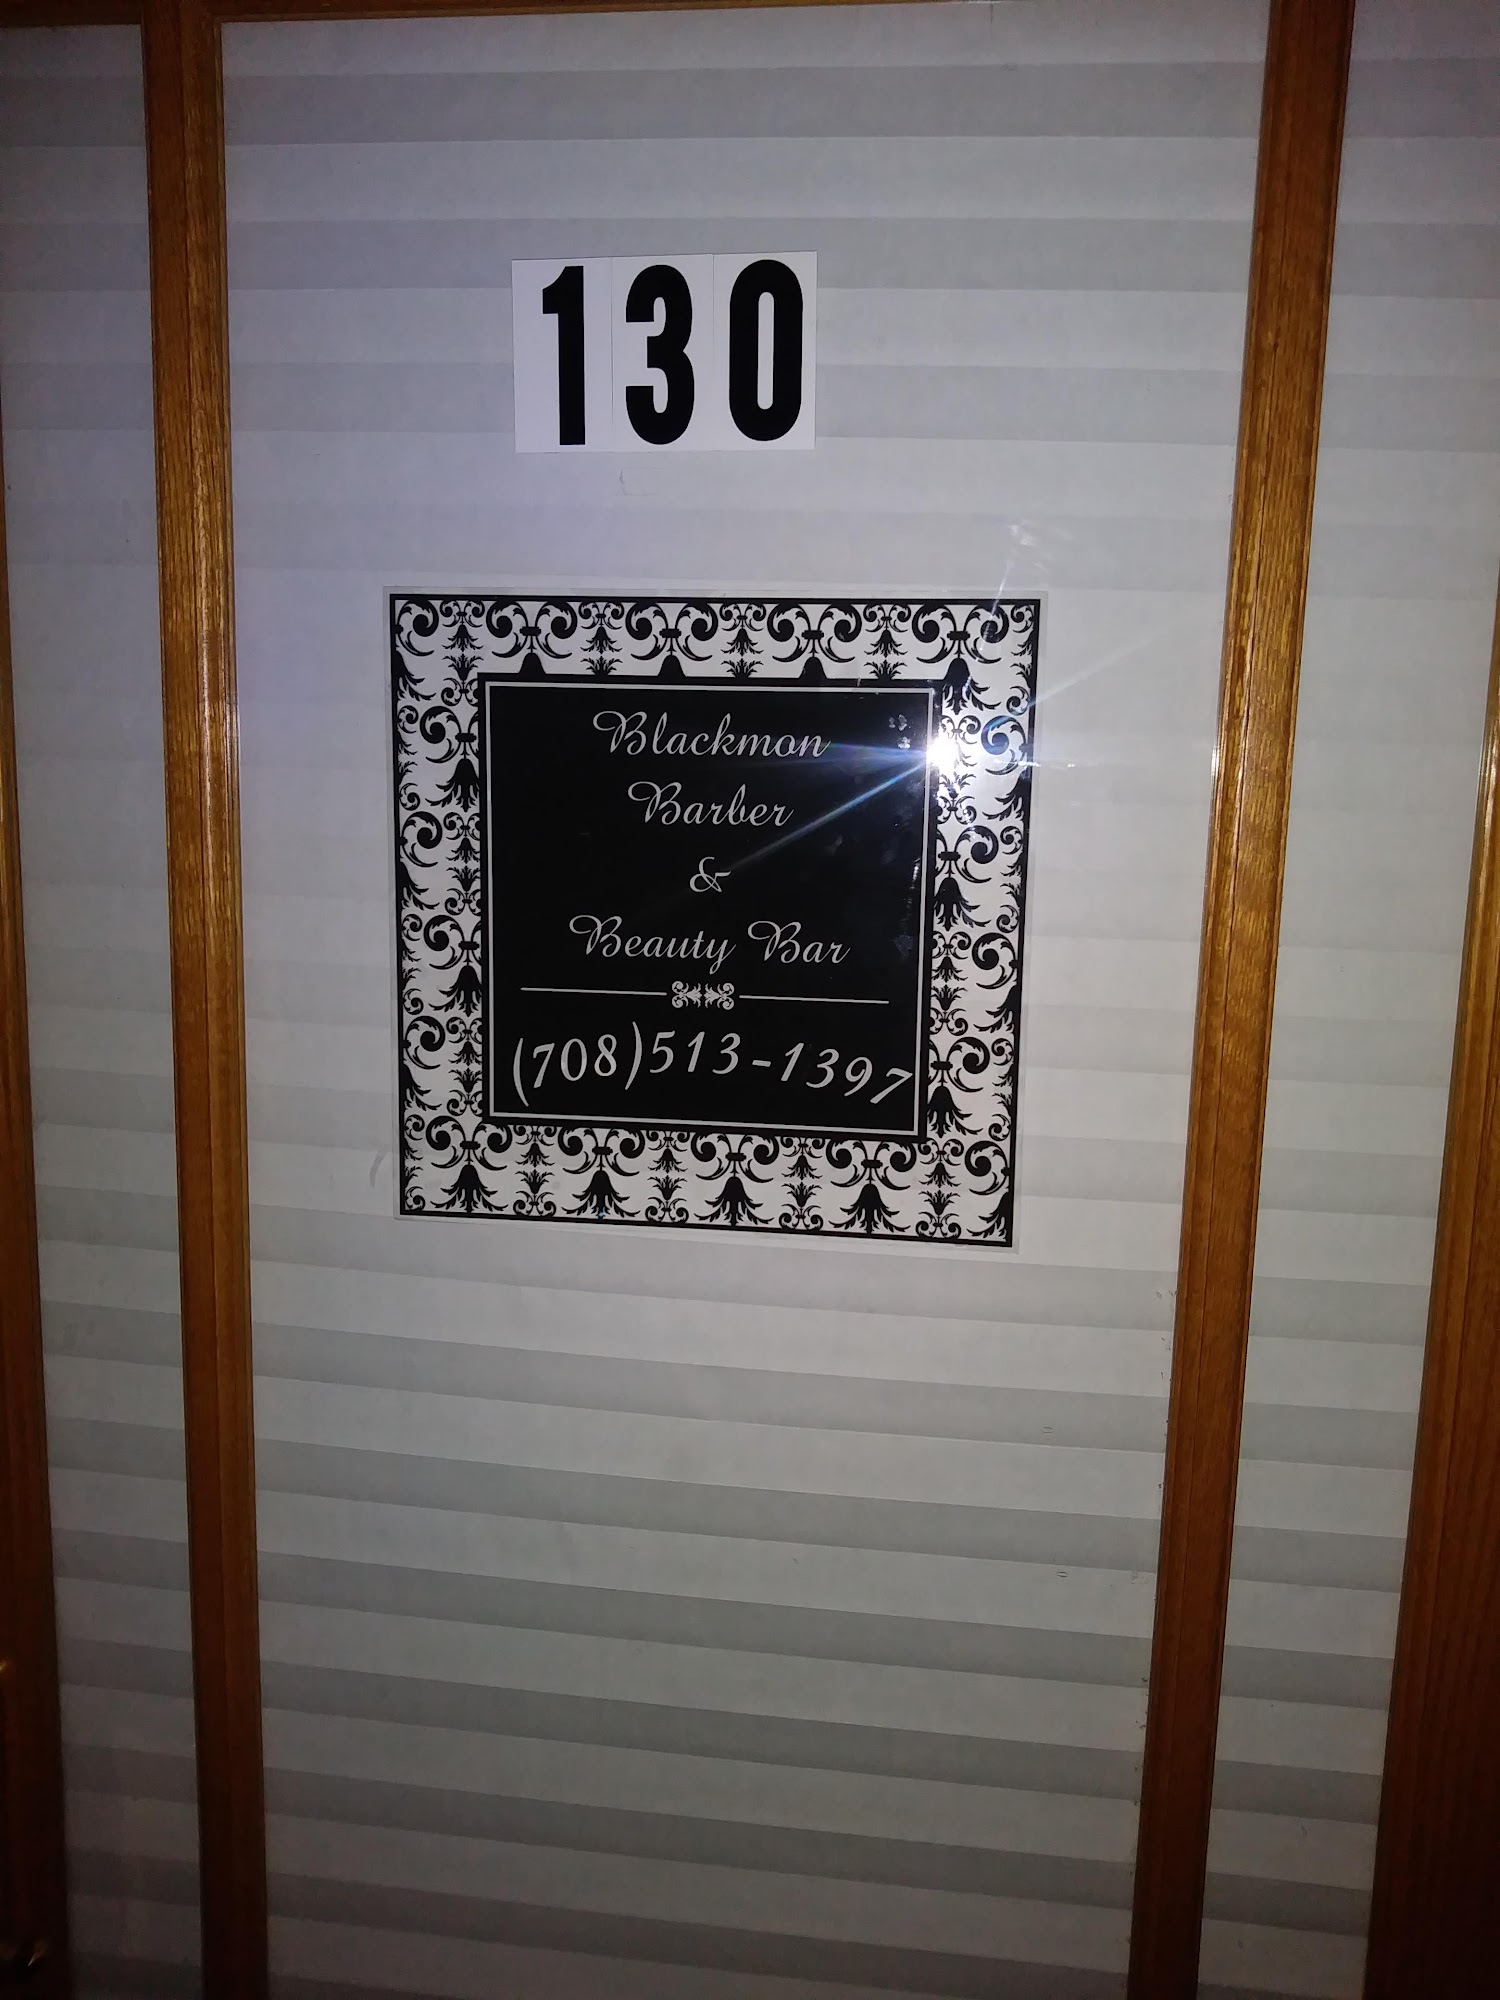 130
Blackmon
Barber
&
Beauty Bar
(708)513-1397